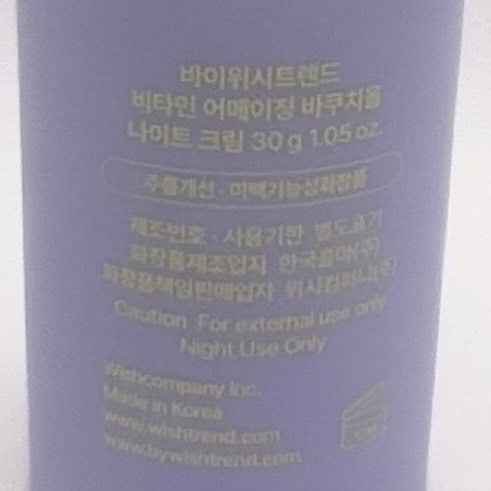 바이위시트렌드
비타민 어메이징 바쿠치올
나이트 크림 30 g 1.05 oz.
주름개선 · 미백기능성화장품
제조번호 · 사용기한 별도표기
화장품제조업자 한국콜마(주)
화장품책임판매업자 위시컴퍼니(주)
Caution For external use only
Night Use Only
Wishcompany Inc.
Made in Korea
www.wishtrend.com
www.bywishtrend.com